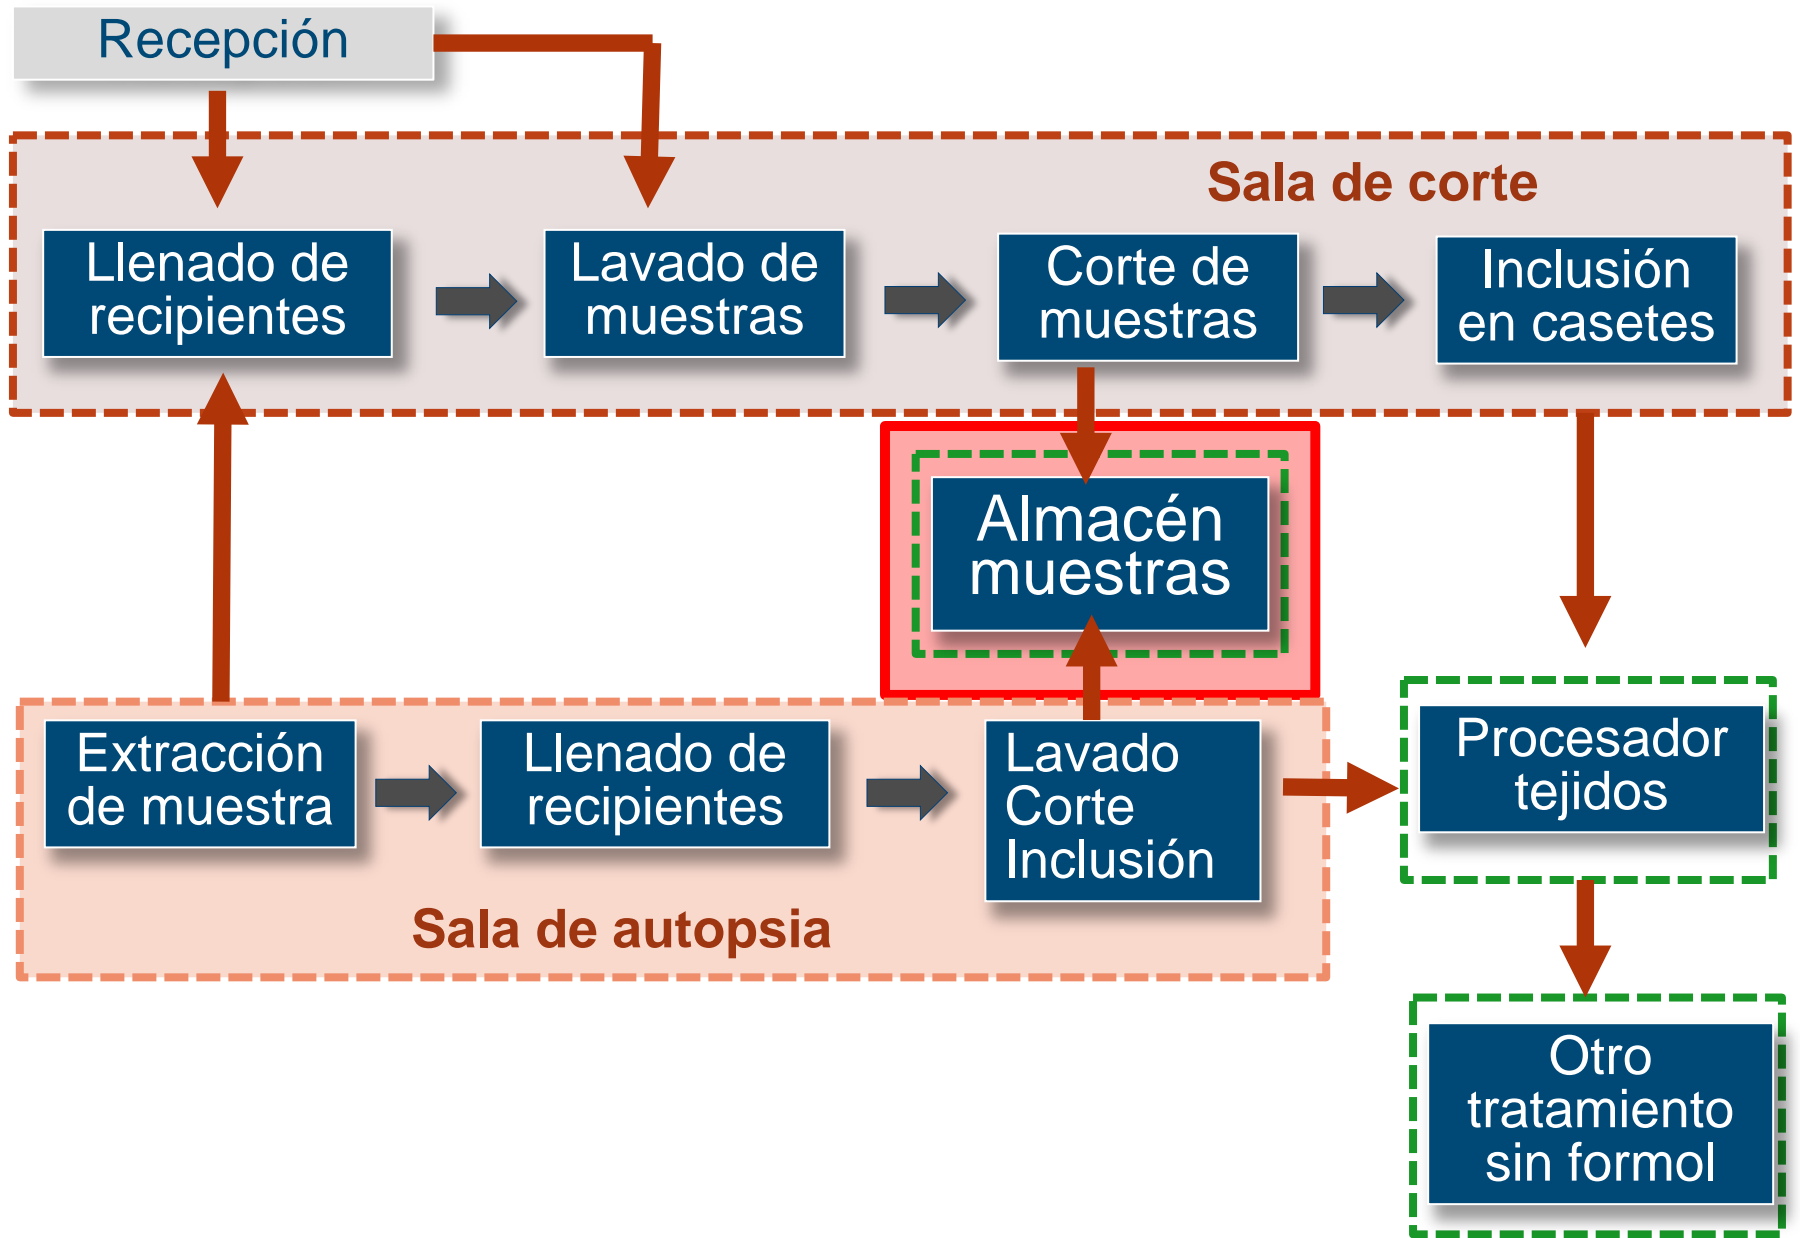 Recepción
Sala de corte
Llenado de
recipientes
Lavado de
muestras
Corte de
muestras
Inclusión
en casetes
Almacén
muestras
Extracción
de muestra
Llenado de
recipientes
Lavado
Corte
Inclusión
Procesador
tejidos
Sala de autopsia
Otro
tratamiento
sin formol